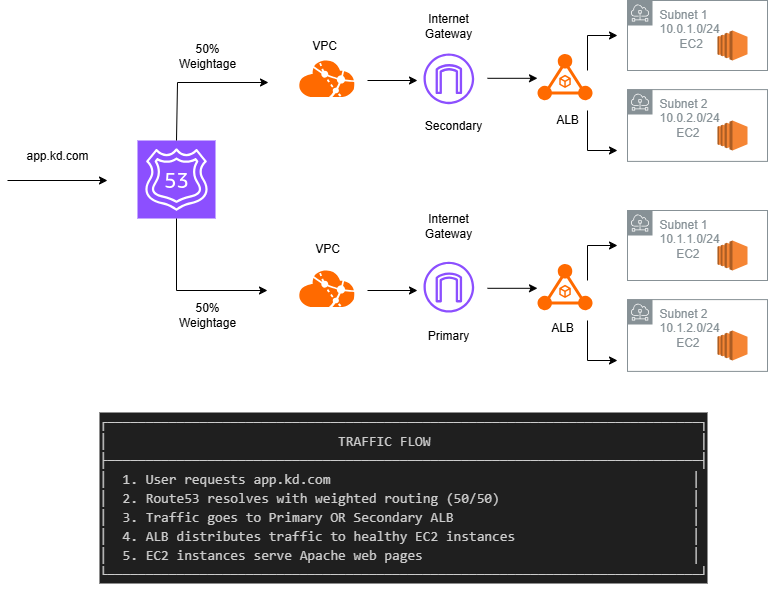 Internet
Gateway
VPC
50%
Weightage
Subnet 1
10.0.1.0/24
EC2
Secondary
ALB
Subnet 2
10.0.2.0/24
EC2
app.kd.com
53
Internet
Gateway
VPC
Subnet 1
10.1.1.0/24
EC2
50%
Weightage
Primary
ALB
Subnet 2
10.1.2.0/24
EC2
TRAFFIC FLOW
1. User requests app.kd.com
2. Route53 resolves with weighted routing (50/50)
3. Traffic goes to Primary OR Secondary ALB
4. ALB distributes traffic to healthy EC2 instances
5. EC2 instances serve Apache web pages